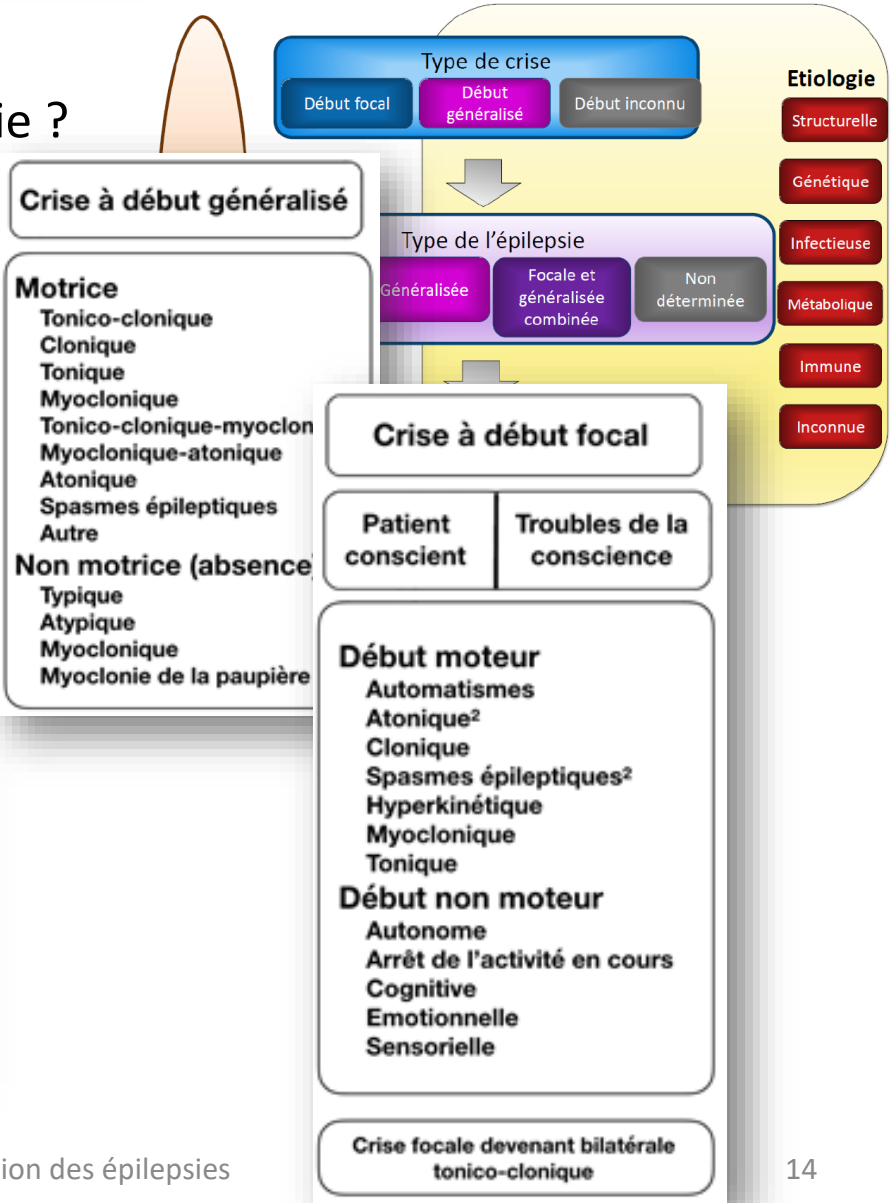 ie ?
Type de crise
Début focal
Début
généralisé
Début inconnu
Etiologie
Structurelle
Génétique
Infectieuse
Métabolique
Immune
Inconnue
Type de l'épilepsie
Généralisée
Focale et
généralisée
combinée
Non
déterminée
Crise à début généralisé
Motrice
Tonico-clonique
Clonique
Tonique
Myoclonique
Tonico-clonique-myoclon
Myoclonique-atonique
Atonique
Spasmes épileptiques
Autre
Non motrice (absence)
Typique
Atypique
Myoclonique
Myoclonie de la paupière
Crise à début focal
Patient
conscient
Troubles de la
conscience
Début moteur
Automatismes
Atonique²
Clonique
Spasmes épileptiques²
Hyperkinétique
Myoclonique
Tonique
Début non moteur
Autonome
Arrêt de l'activité en cours
Cognitive
Emotionnelle
Sensorielle
Crise focale devenant bilatérale
tonico-clonique
ion des épilepsies
14